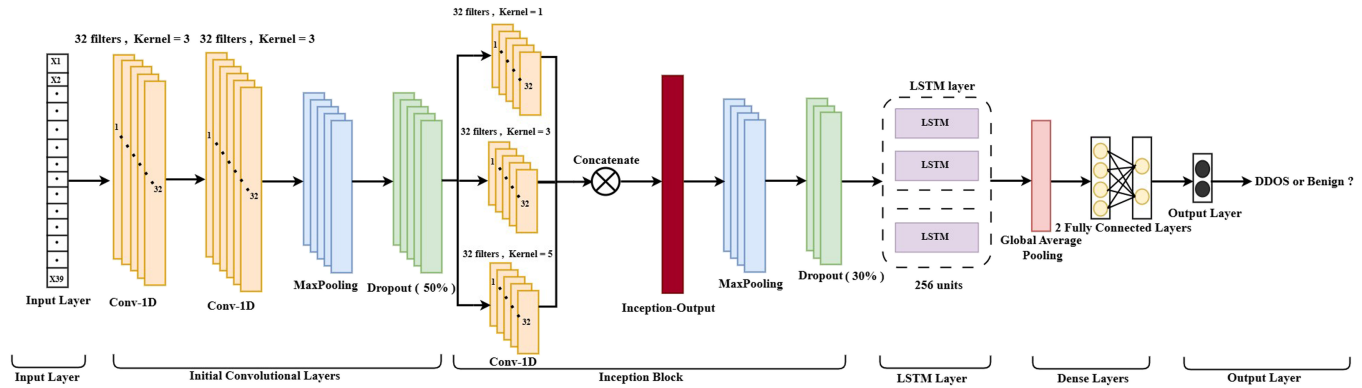 32 filters , Kernel = 3
32 filters , Kernel = 3
32 filters , Kernel = 1
X1
X2
X39
Input Layer
1
32
Conv-1D
1
32
Conv-1D
MaxPooling
Dropout ( 50% )
1
32
32 filters , Kernel = 3
1
32
32 filters , Kernel = 5
1
32
Conv-1D
Concatenate
Inception-Output
MaxPooling
Dropout ( 30% )
LSTM layer
LSTM
LSTM
LSTM
256 units
Global Average
Pooling
2 Fully Connected Layers
Output Layer
DDOS or Benign ?
Input Layer
Initial Convolutional Layers
Inception Block
LSTM Layer
Dense Layers
Output Layer